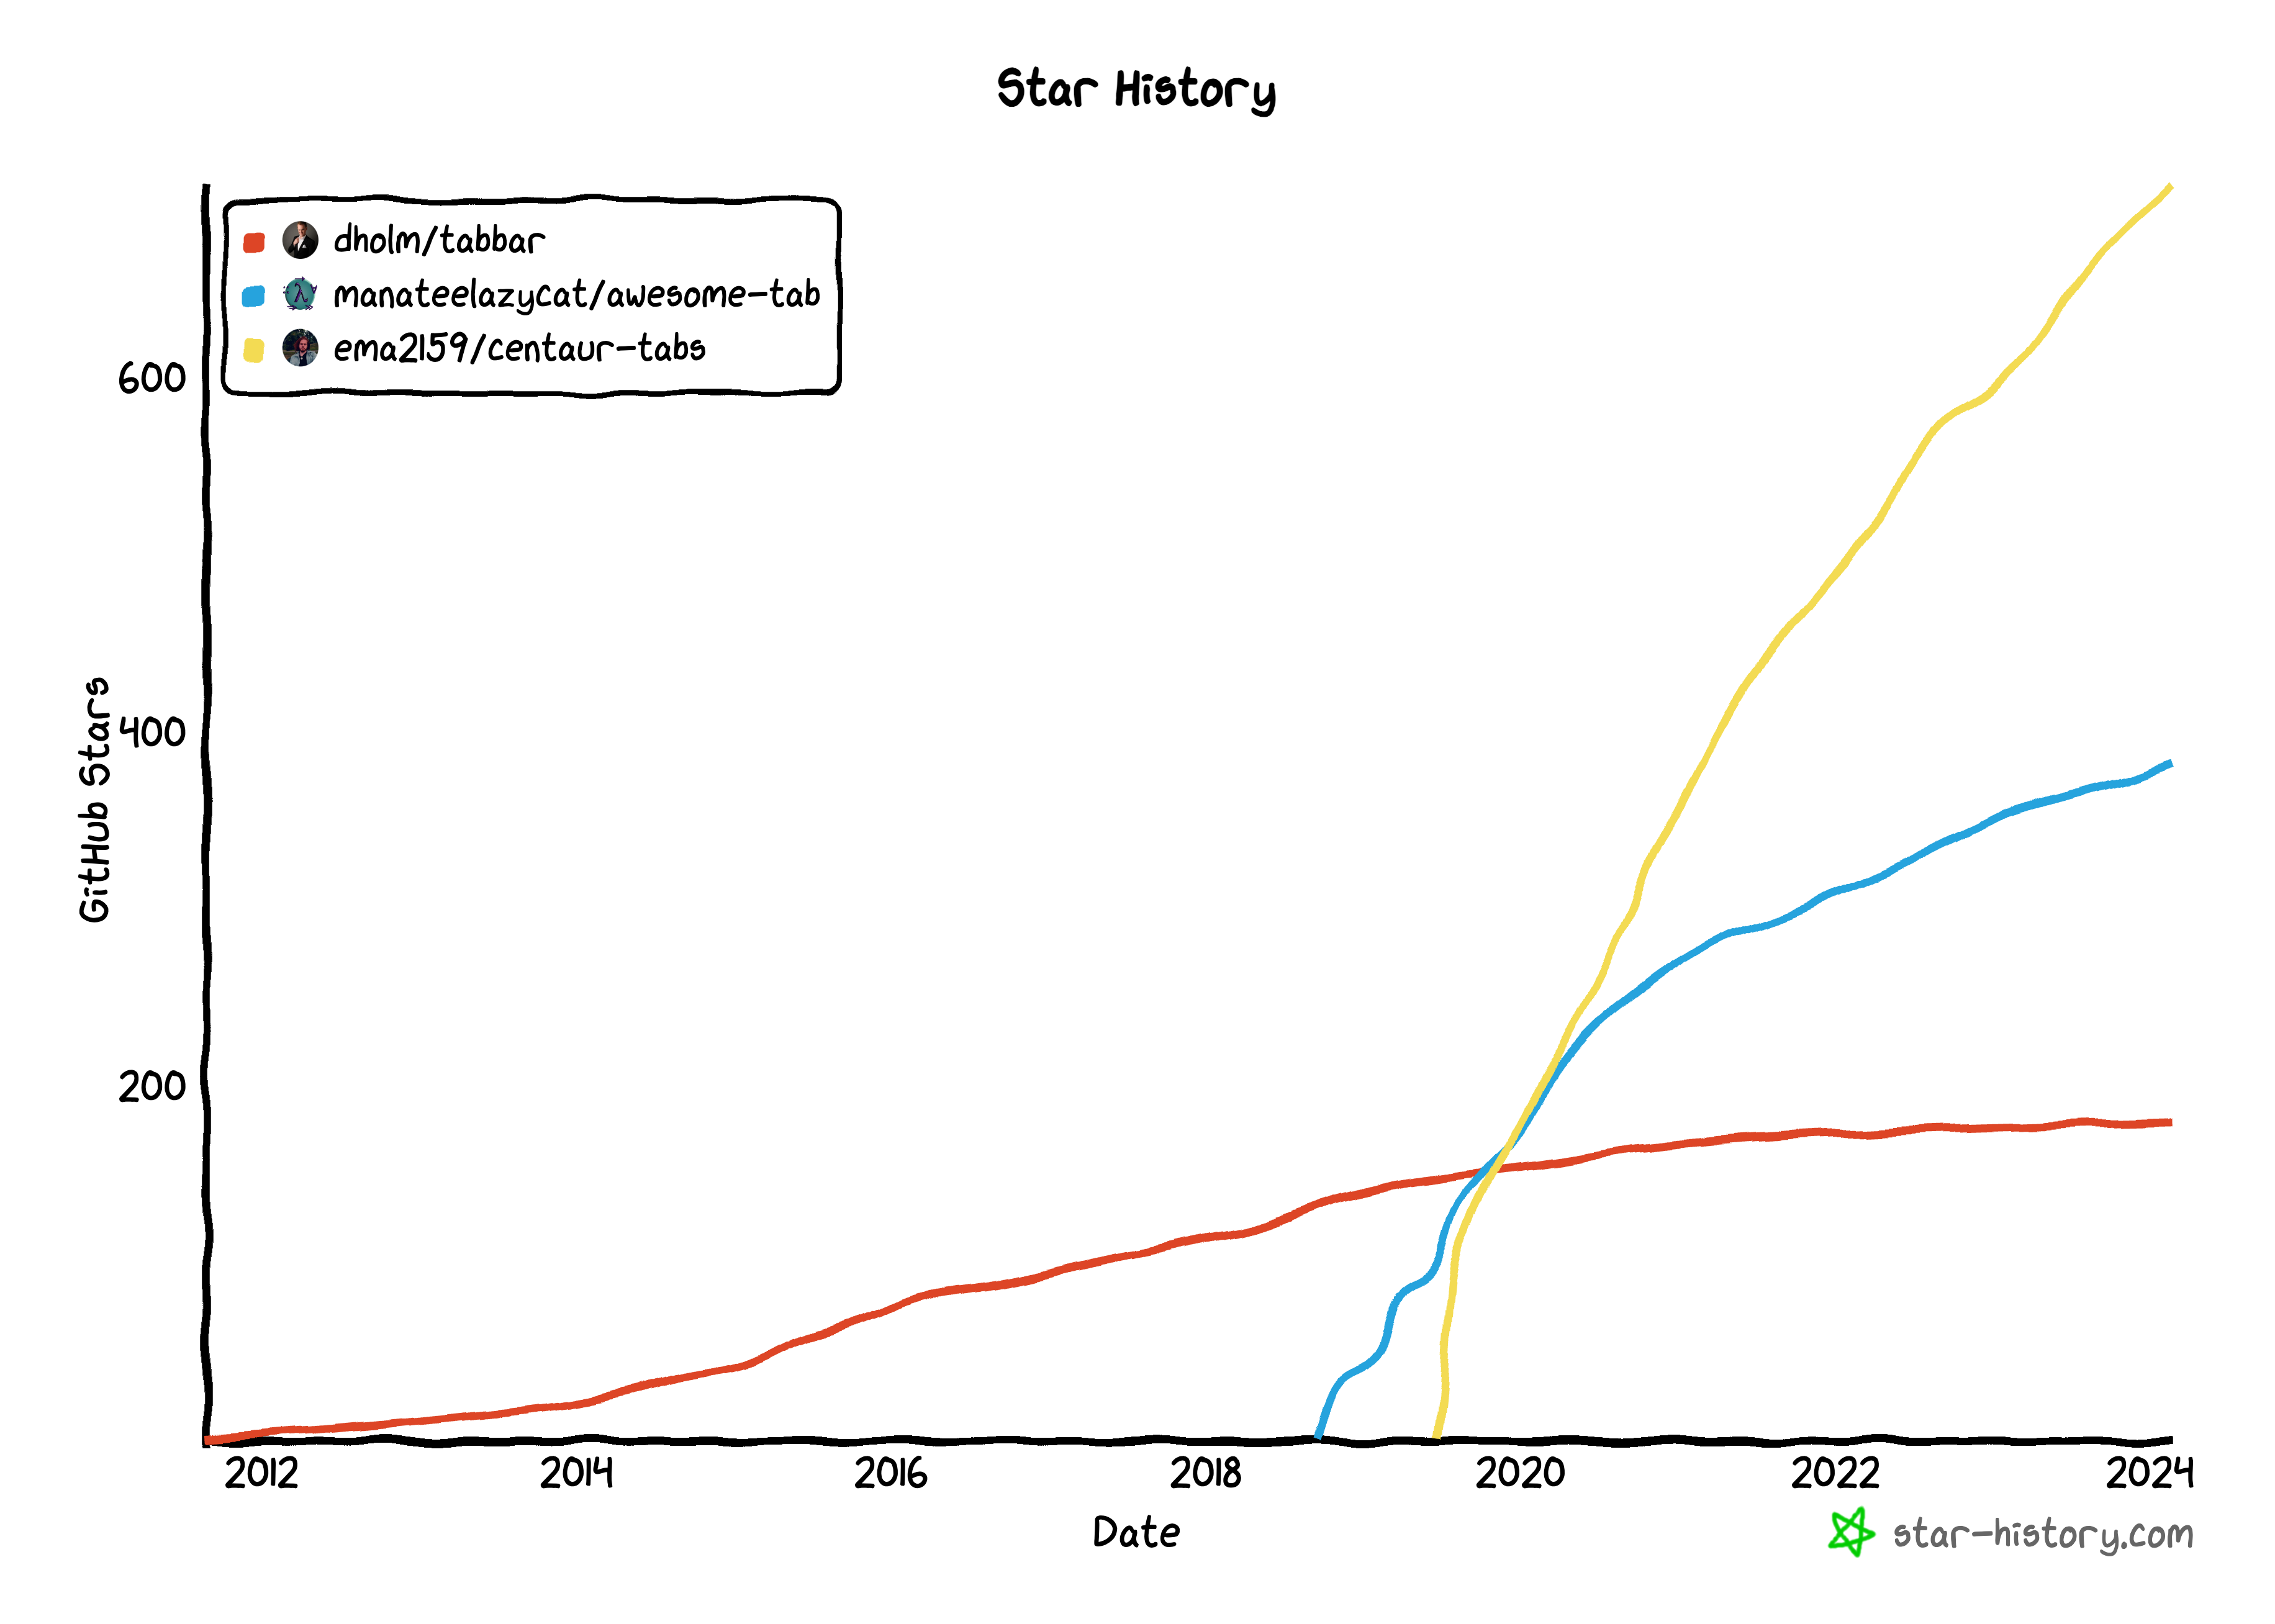 Star History
dholm/tabbar
manateelazycat/awesome-tab
ema2159/centaur-tabs
600
400
200
GitHub Stars
2012 2014 2016 2018 2020 2022 2024
Date
star-history.com